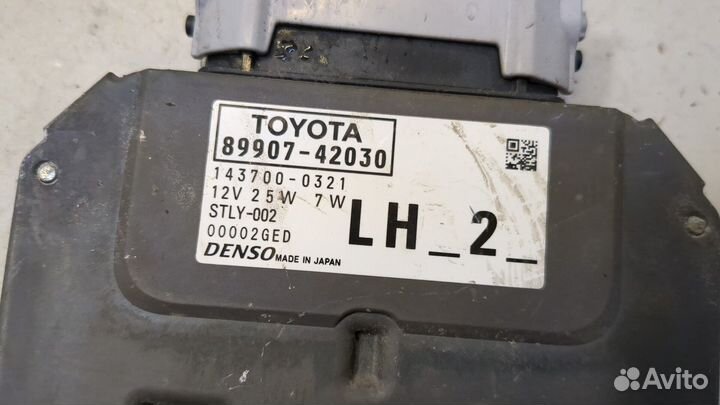 TOYOTA
89907-42030
143700-0321
12V 25W 7W
STLY-002
00002GED
LH_2_
DENSO MADE IN JAPAN
Avito